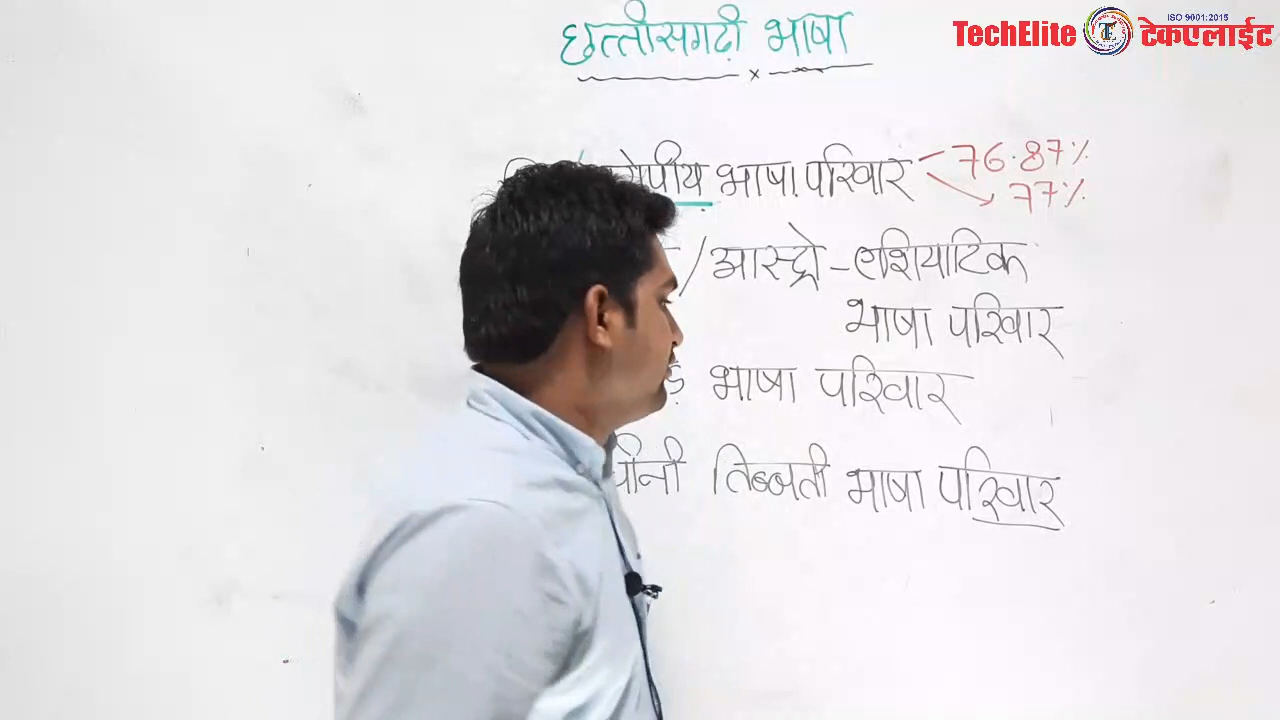 ISO 9001:2015
TechElite टेकएलाईट
छत्तीसगढ़ी भाषा
भाषा परिवार 76.87%
77%
/ आस्ट्रो-एशियाटिक
भाषा परिवार
भाषा परिवार
चीनी तिब्बती भाषा परिवार